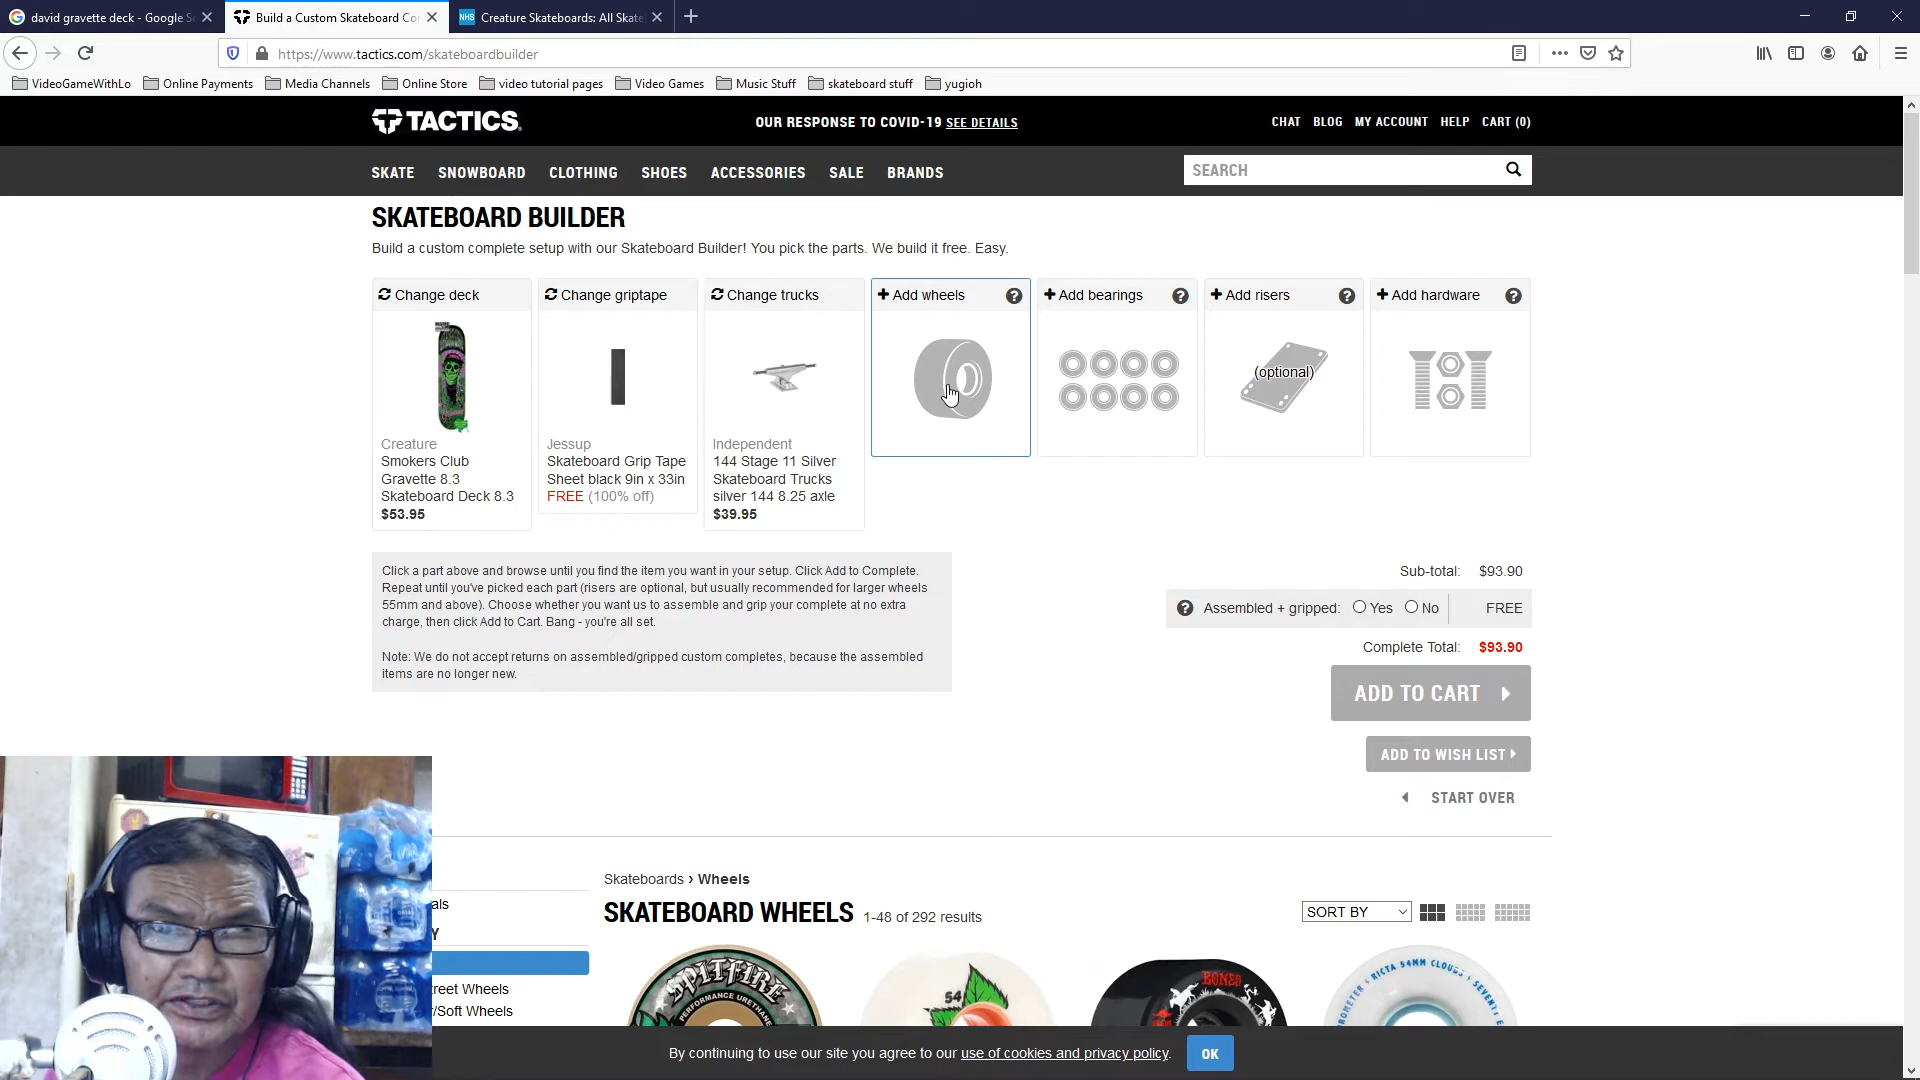 david gravette deck - Google S
Build a Custom Skateboard Co
NHS Creature Skateboards: All Skate
https://www.tactics.com/skateboardbuilder
VideoGameWithLo Online Payments Media Channels Online Store video tutorial pages Video Games Music Stuff skateboard stuff yugioh
TACTICS
OUR RESPONSE TO COVID-19 SEE DETAILS
CHAT BLOG MY ACCOUNT HELP CART (0)
SKATE SNOWBOARD CLOTHING SHOES ACCESSORIES SALE BRANDS
SEARCH
SKATEBOARD BUILDER
Build a custom complete setup with our Skateboard Builder! You pick the parts. We build it free. Easy.
Change deck
Creature
Smokers Club
Gravette 8.3
Skateboard Deck 8.3
$53.95
Change griptape
Jessup
Skateboard Grip Tape
Sheet black 9in x 33in
FREE (100% off)
Change trucks
Independent
144 Stage 11 Silver
Skateboard Trucks
silver 144 8.25 axle
$39.95
+ Add wheels ?
+ Add bearings ?
+ Add risers ?
(optional)
+ Add hardware ?
Click a part above and browse until you find the item you want in your setup. Click Add to Complete.
Repeat until you've picked each part (risers are optional, but usually recommended for larger wheels
55mm and above). Choose whether you want us to assemble and grip your complete at no extra
charge, then click Add to Cart. Bang - you're all set.
Note: We do not accept returns on assembled/gripped custom completes, because the assembled
items are no longer new.
Sub-total: $93.90
? Assembled + gripped: Yes No FREE
Complete Total: $93.90
ADD TO CART
ADD TO WISH LIST
START OVER
als
Y
treet Wheels
/Soft Wheels
Skateboards › Wheels
SKATEBOARD WHEELS 1-48 of 292 results
SORT BY
SPITFIRE
PERFORMANCE URETHANE
54
BONES
RICTA 54MM CLOUDS
By continuing to use our site you agree to our use of cookies and privacy policy.
OK